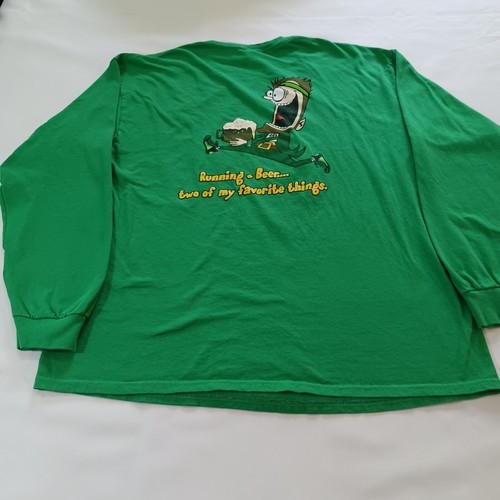 Running & Beer....
two of my favorite things.